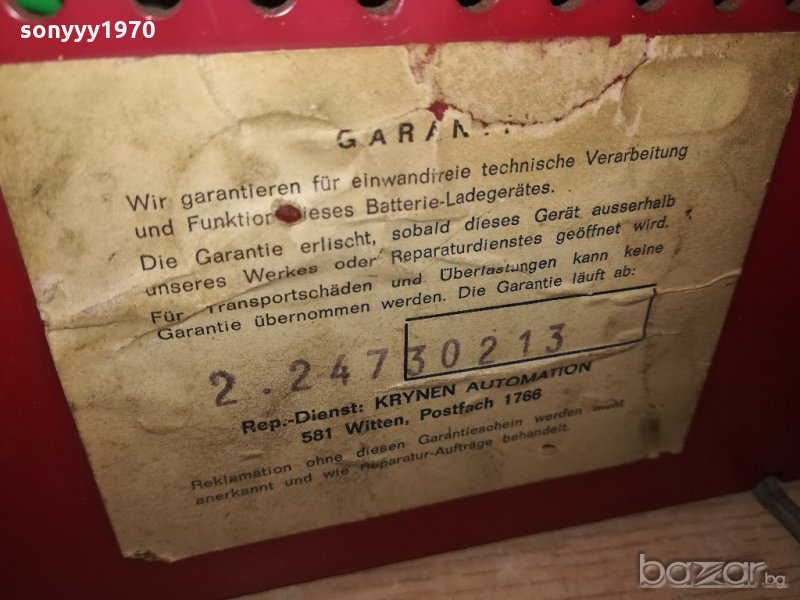 sonyyy1970
Wir garantieren für einwandfreie technische Verarbeitung
und Funktion dieses Batterie-Ladegerätes.
Die Garantie erlischt, sobald dieses Gerät ausserhalb
unseres Werkes oder Reparaturdienstes geöffnet wird.
Für Transportschäden und Überlastungen kann keine
Garantie übernommen werden. Die Garantie läuft ab:
2.24730213
Rep.-Dienst: KRYNEN AUTOMATION
581 Witten, Postfach 1766
Reklamation ohne diesen Garantieschein werden nicht
anerkannt und wie Reparatur-Aufträge behandelt.
bazar.bg